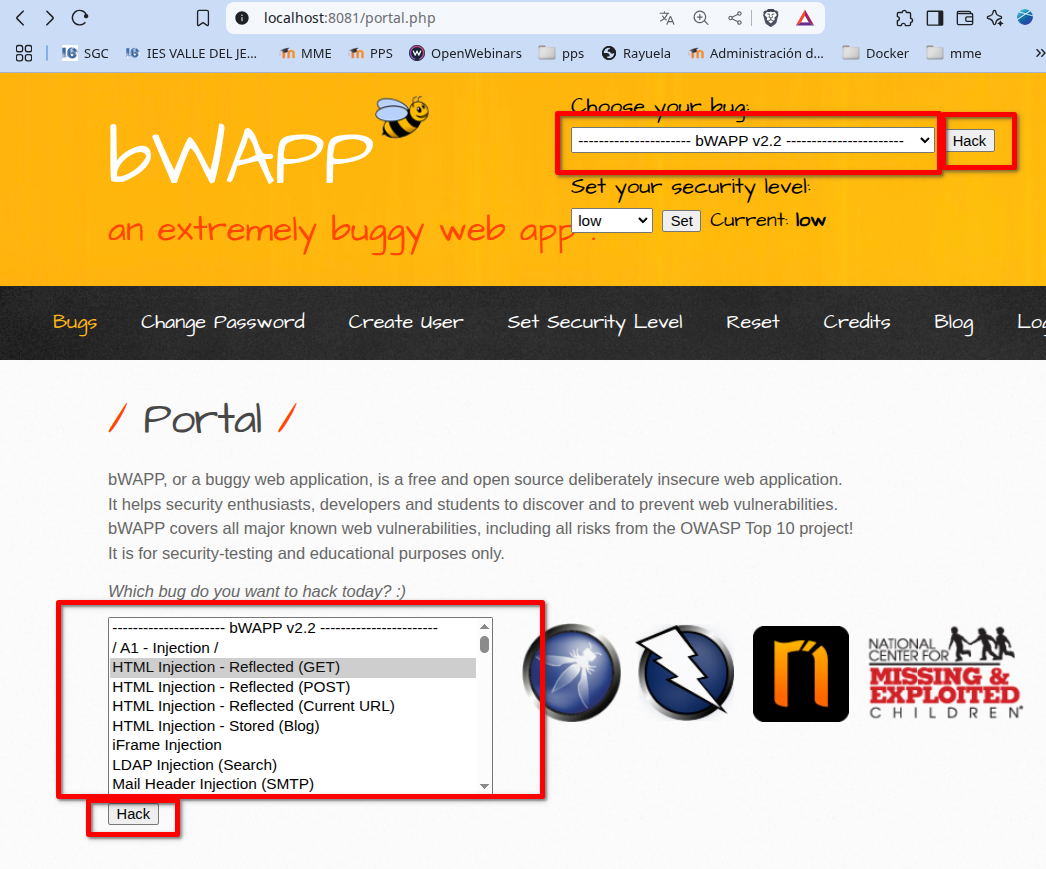 localhost:8081/portal.php
SGC
IES VALLE DEL JE...
MME
PPS
OpenWebinars
pps
Rayuela
Administración d...
Docker
mme
»
bWAPP
an extremely buggy web app !
Choose your bug:
---------------------- bWAPP v2.2 -----------------------
Hack
Set your security level:
low
Set
Current: low
Bugs
Change Password
Create User
Set Security Level
Reset
Credits
Blog
Log
/ Portal /
bWAPP, or a buggy web application, is a free and open source deliberately insecure web application.
It helps security enthusiasts, developers and students to discover and to prevent web vulnerabilities.
bWAPP covers all major known web vulnerabilities, including all risks from the OWASP Top 10 project!
It is for security-testing and educational purposes only.
Which bug do you want to hack today? :)
---------------------- bWAPP v2.2 -----------------------
/ A1 - Injection /
HTML Injection - Reflected (GET)
HTML Injection - Reflected (POST)
HTML Injection - Reflected (Current URL)
HTML Injection - Stored (Blog)
iFrame Injection
LDAP Injection (Search)
Mail Header Injection (SMTP)
Hack
n
NATIONAL
CENTER FOR
MISSING &
EXPLOITED
CHILDREN®